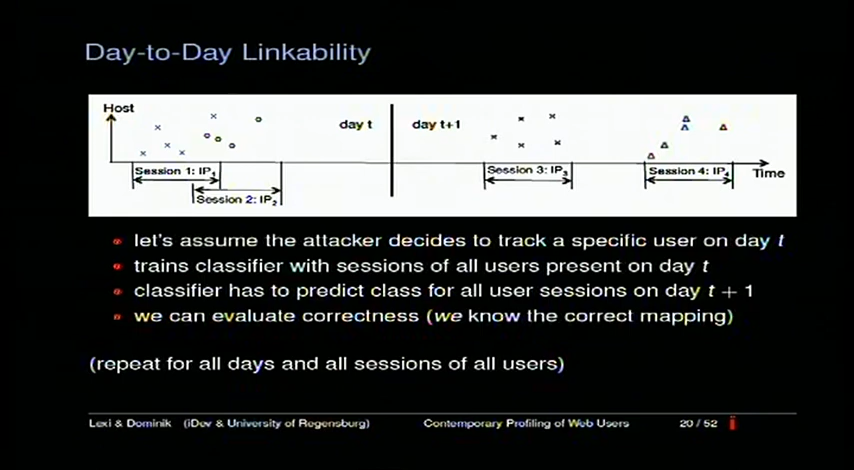 Day-to-Day Linkability
Host
day t
day t+1
Session 1: IP1
Session 2: IP2
Session 3: IP3
Session 4: IP4
Time
let's assume the attacker decides to track a specific user on day t
trains classifier with sessions of all users present on day t
classifier has to predict class for all user sessions on day t + 1
we can evaluate correctness (we know the correct mapping)
(repeat for all days and all sessions of all users)
Lexi & Dominik (iDev & University of Regensburg) Contemporary Profiling of Web Users 20 / 52